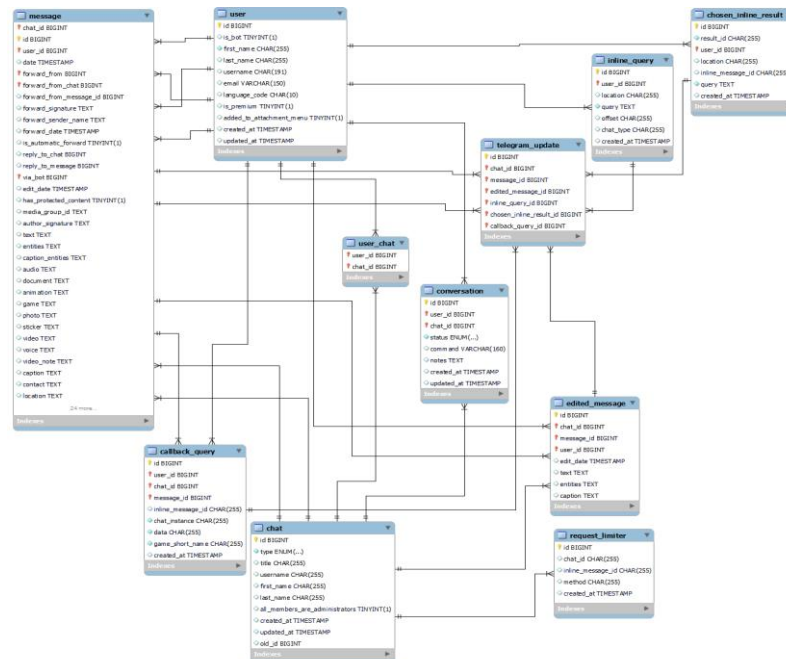 message
chat_id BIGINT
id BIGINT
user_id BIGINT
date TIMESTAMP
forward_from BIGINT
forward_from_chat BIGINT
forward_from_message_id BIGINT
forward_signature TEXT
forward_sender_name TEXT
forward_date TIMESTAMP
is_automatic_forward TINYINT(1)
reply_to_chat BIGINT
reply_to_message BIGINT
via_bot BIGINT
edit_date TIMESTAMP
has_protected_content TINYINT(1)
media_group_id TEXT
author_signature TEXT
text TEXT
entities TEXT
caption_entities TEXT
audio TEXT
document TEXT
animation TEXT
game TEXT
photo TEXT
sticker TEXT
video TEXT
voice TEXT
video_note TEXT
caption TEXT
contact TEXT
location TEXT
24 more...
Indexes
user
id BIGINT
is_bot TINYINT(1)
first_name CHAR(255)
last_name CHAR(255)
username CHAR(191)
email VARCHAR(150)
language_code CHAR(10)
is_premium TINYINT(1)
added_to_attachment_menu TINYINT(1)
created_at TIMESTAMP
updated_at TIMESTAMP
Indexes
chosen_inline_result
id BIGINT
result_id CHAR(255)
user_id BIGINT
location CHAR(255)
inline_message_id CHAR(255)
query TEXT
created_at TIMESTAMP
Indexes
inline_query
id BIGINT
user_id BIGINT
location CHAR(255)
query TEXT
offset CHAR(255)
chat_type CHAR(255)
created_at TIMESTAMP
Indexes
telegram_update
id BIGINT
chat_id BIGINT
message_id BIGINT
edited_message_id BIGINT
inline_query_id BIGINT
chosen_inline_result_id BIGINT
callback_query_id BIGINT
Indexes
user_chat
user_id BIGINT
chat_id BIGINT
Indexes
conversation
id BIGINT
user_id BIGINT
chat_id BIGINT
status ENUM(...)
command VARCHAR(160)
notes TEXT
created_at TIMESTAMP
updated_at TIMESTAMP
Indexes
edited_message
id BIGINT
chat_id BIGINT
message_id BIGINT
user_id BIGINT
edit_date TIMESTAMP
text TEXT
entities TEXT
caption TEXT
Indexes
callback_query
id BIGINT
user_id BIGINT
chat_id BIGINT
message_id BIGINT
inline_message_id CHAR(255)
chat_instance CHAR(255)
data CHAR(255)
game_short_name CHAR(255)
created_at TIMESTAMP
Indexes
chat
id BIGINT
type ENUM(...)
title CHAR(255)
username CHAR(255)
first_name CHAR(255)
last_name CHAR(255)
all_members_are_administrators TINYINT(1)
created_at TIMESTAMP
updated_at TIMESTAMP
old_id BIGINT
Indexes
request_limiter
id BIGINT
chat_id CHAR(255)
inline_message_id CHAR(255)
method CHAR(255)
created_at TIMESTAMP
Indexes